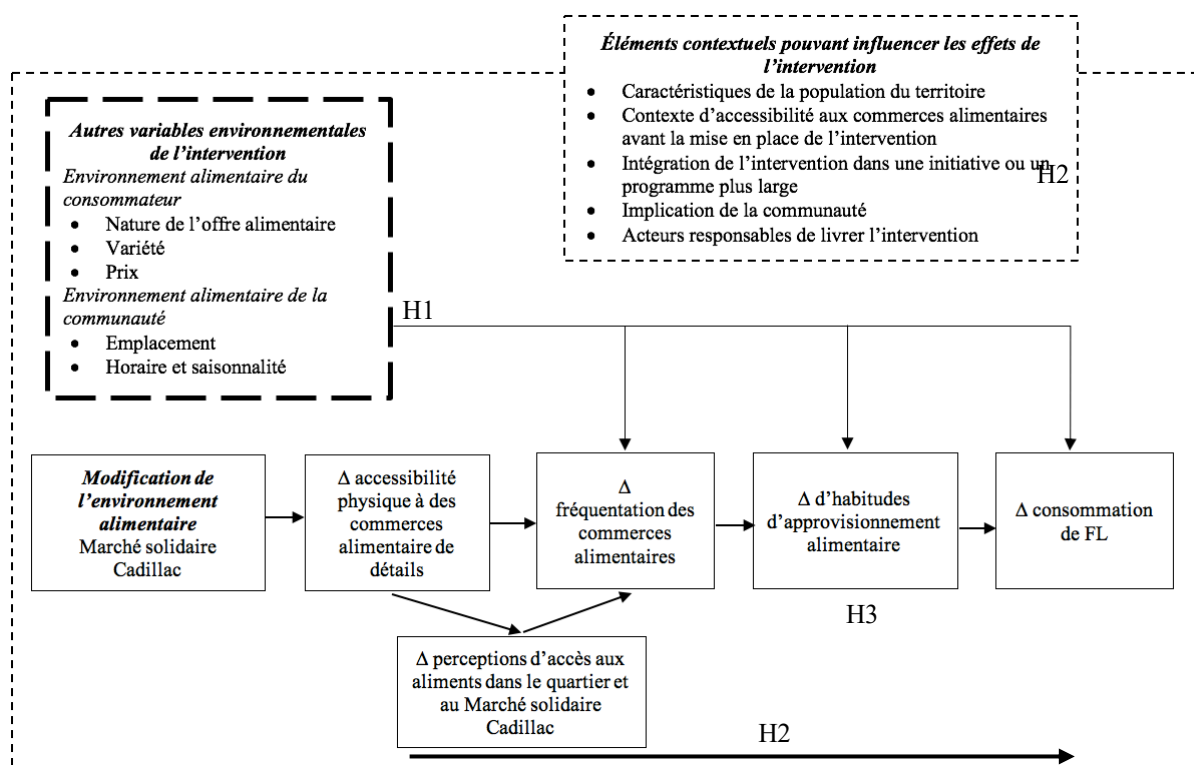 Éléments contextuels pouvant influencer les effets de
l'intervention
• Caractéristiques de la population du territoire
• Contexte d'accessibilité aux commerces alimentaires
avant la mise en place de l'intervention
• Intégration de l'intervention dans une initiative ou un
programme plus large
H2
• Implication de la communauté
• Acteurs responsables de livrer l'intervention
Autres variables environnementales
de l'intervention
Environnement alimentaire du
consommateur
• Nature de l'offre alimentaire
• Variété
• Prix
Environnement alimentaire de la
communauté
• Emplacement
• Horaire et saisonnalité
H1
Modification de
l'environnement
alimentaire
Marché solidaire
Cadillac
Δ accessibilité
physique à des
commerces
alimentaire de
détails
Δ
fréquentation des
commerces
alimentaires
Δ d'habitudes
d'approvisionnement
alimentaire
Δ consommation
de FL
H3
Δ perceptions d'accès aux
aliments dans le quartier et
au Marché solidaire
Cadillac
H2